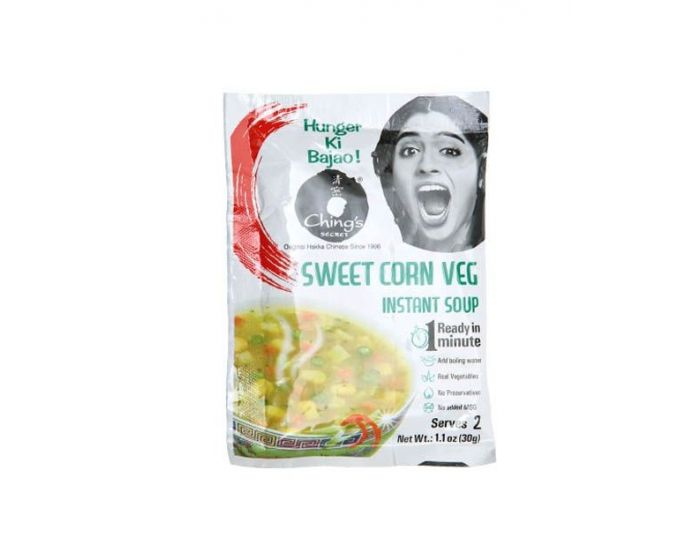 Hunger
Ki
Bajao!
Ching's
SECRET
®
Original Hakka Chinese Since 1996
SWEET CORN VEG
INSTANT SOUP
1 Ready in
minute
Add boiling water
Real Vegetables
No Preservatives
No added MSG
Serves 2
Net Wt.: 1.1 oz (30g)